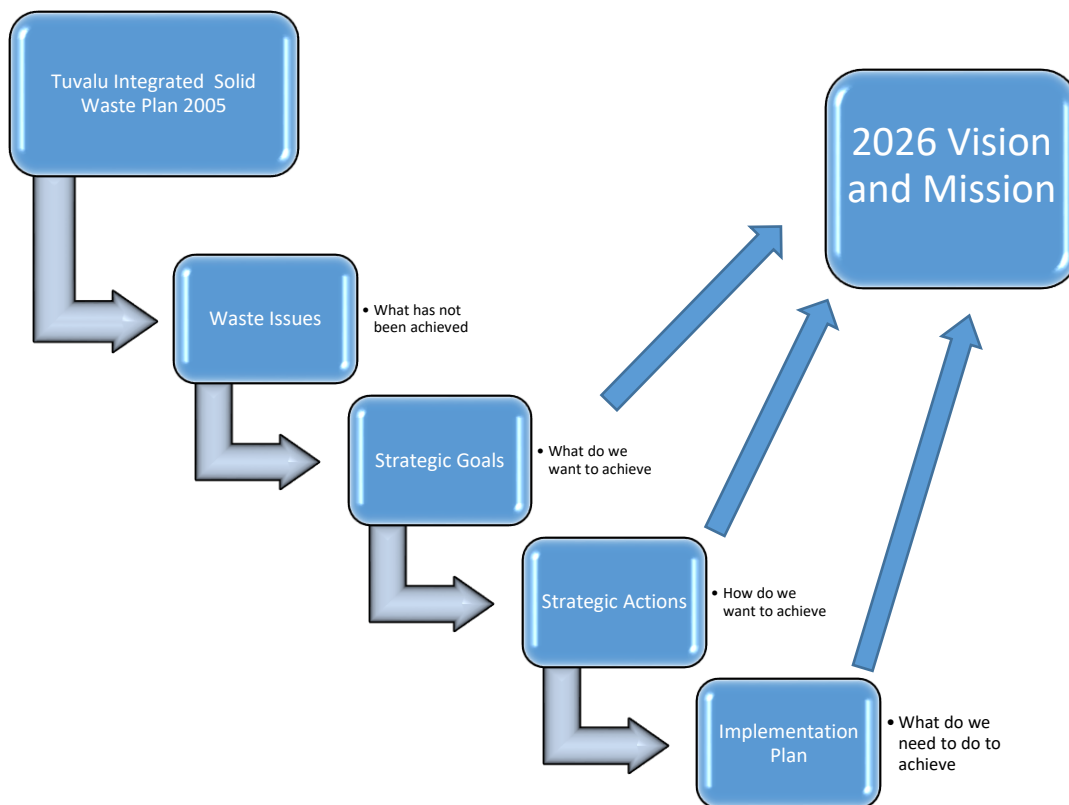 Tuvalu Integrated Solid
Waste Plan 2005
2026 Vision
and Mission
Waste Issues
• What has not
been achieved
Strategic Goals
• What do we
want to achieve
Strategic Actions
• How do we
want to achieve
Implementation
Plan
• What do we
need to do to
achieve